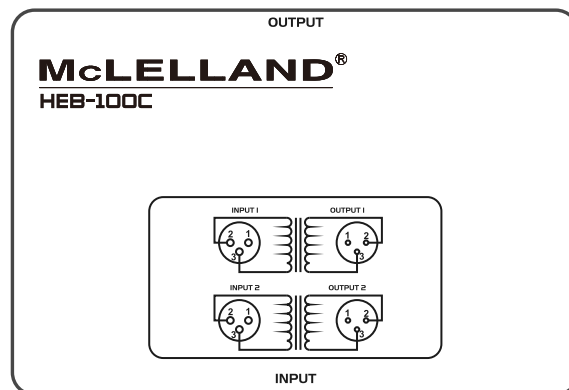 OUTPUT
McLELLAND®
HEB-100C
INPUT 1 OUTPUT 1
2 1 1 2
3 3
INPUT 2 OUTPUT 2
2 1 1 2
3 3
INPUT